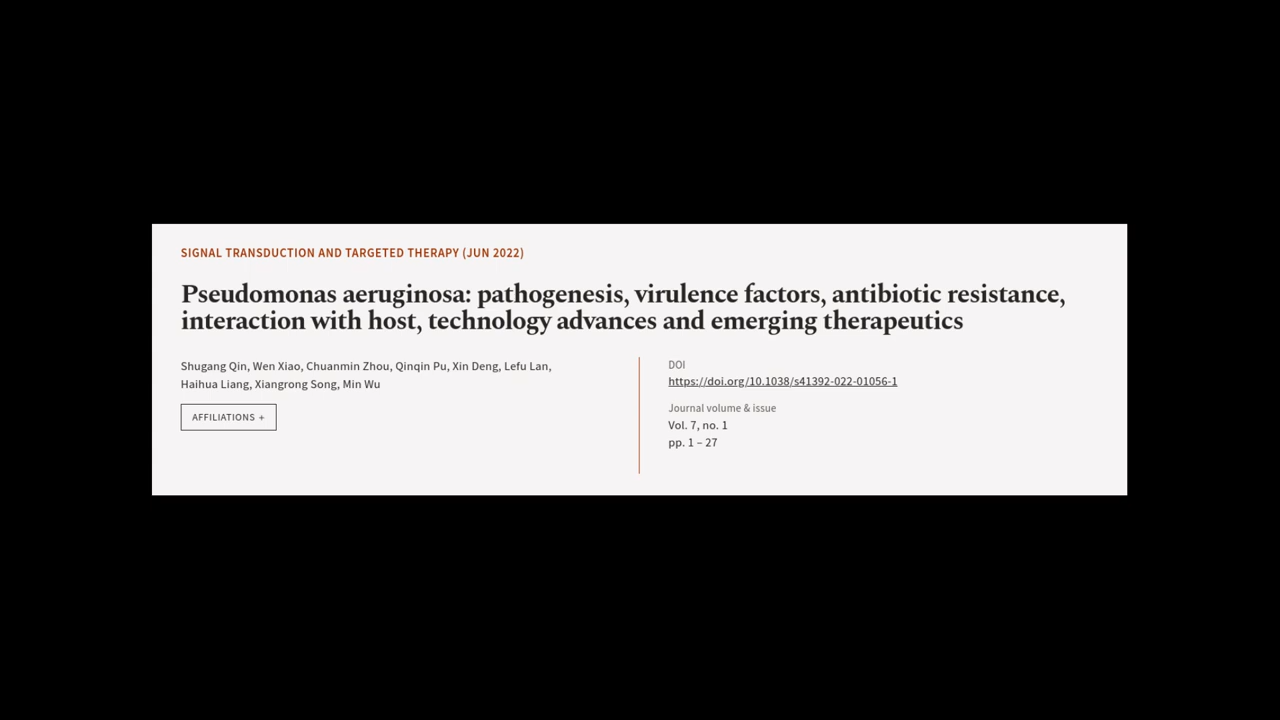 SIGNAL TRANSDUCTION AND TARGETED THERAPY (JUN 2022)
Pseudomonas aeruginosa: pathogenesis, virulence factors, antibiotic resistance,
interaction with host, technology advances and emerging therapeutics
Shugang Qin, Wen Xiao, Chuanmin Zhou, Qinqin Pu, Xin Deng, Lefu Lan,
Haihua Liang, Xiangrong Song, Min Wu
AFFILIATIONS +
DOI
https://doi.org/10.1038/s41392-022-01056-1
Journal volume & issue
Vol. 7, no. 1
pp. 1 – 27